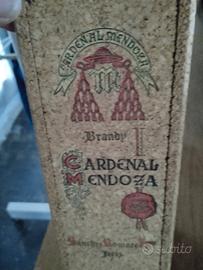 CARDENAL MENDOZA
Brandy
CARDENAL
MENDOZA
Sánchez Romate
Jerez
Subito